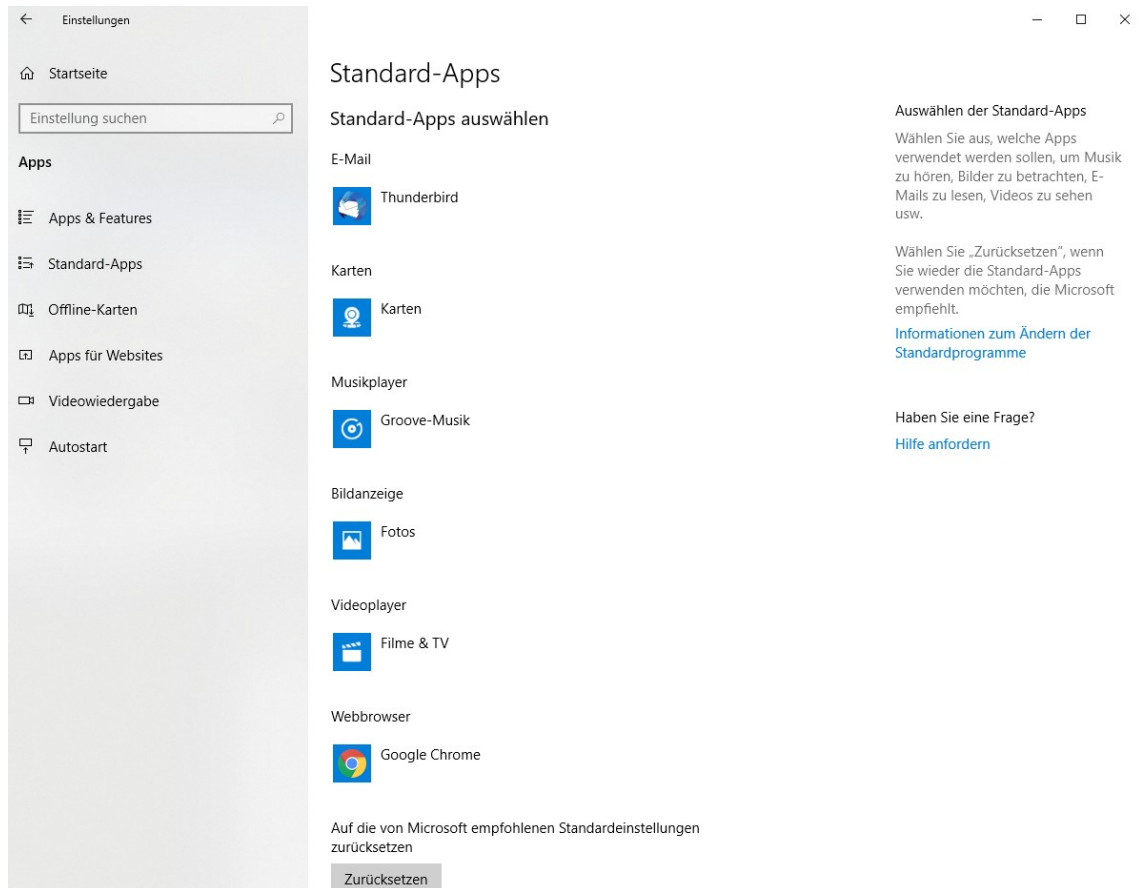 Einstellungen
Startseite
Einstellung suchen
Apps
Apps & Features
Standard-Apps
Offline-Karten
Apps für Websites
Videowiedergabe
Autostart
Standard-Apps
Standard-Apps auswählen
E-Mail
Thunderbird
Karten
Karten
Musikplayer
Groove-Musik
Bildanzeige
Fotos
Videoplayer
Filme & TV
Webbrowser
Google Chrome
Auf die von Microsoft empfohlenen Standardeinstellungen
zurücksetzen
Zurücksetzen
Auswählen der Standard-Apps
Wählen Sie aus, welche Apps
verwendet werden sollen, um Musik
zu hören, Bilder zu betrachten, E-
Mails zu lesen, Videos zu sehen
usw.
Wählen Sie „Zurücksetzen", wenn
Sie wieder die Standard-Apps
verwenden möchten, die Microsoft
empfiehlt.
Informationen zum Ändern der
Standardprogramme
Haben Sie eine Frage?
Hilfe anfordern